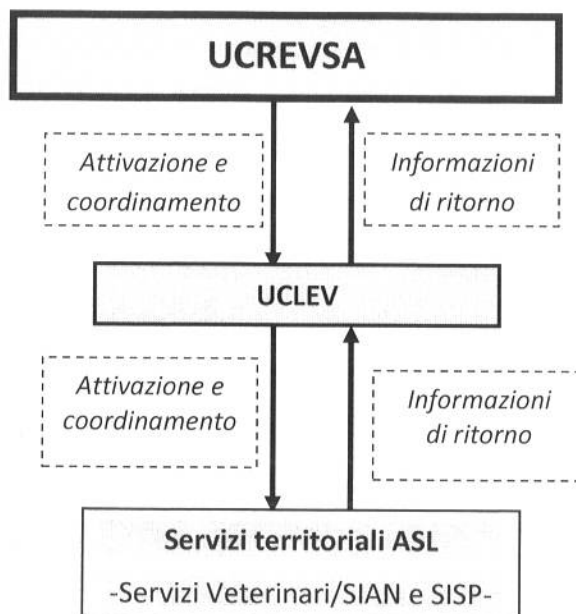 UCREVSA
Attivazione e
coordinamento
Informazioni
di ritorno
UCLEV
Attivazione e
coordinamento
Informazioni
di ritorno
Servizi territoriali ASL
-Servizi Veterinari/SIAN e SISP-